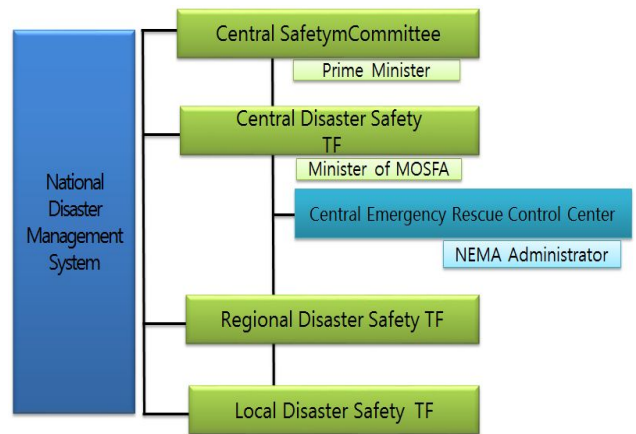 National
Disaster
Management
System
Central SafetymCommittee
Prime Minister
Central Disaster Safety
TF
Minister of MOSFA
Central Emergency Rescue Control Center
NEMA Administrator
Regional Disaster Safety TF
Local Disaster Safety TF